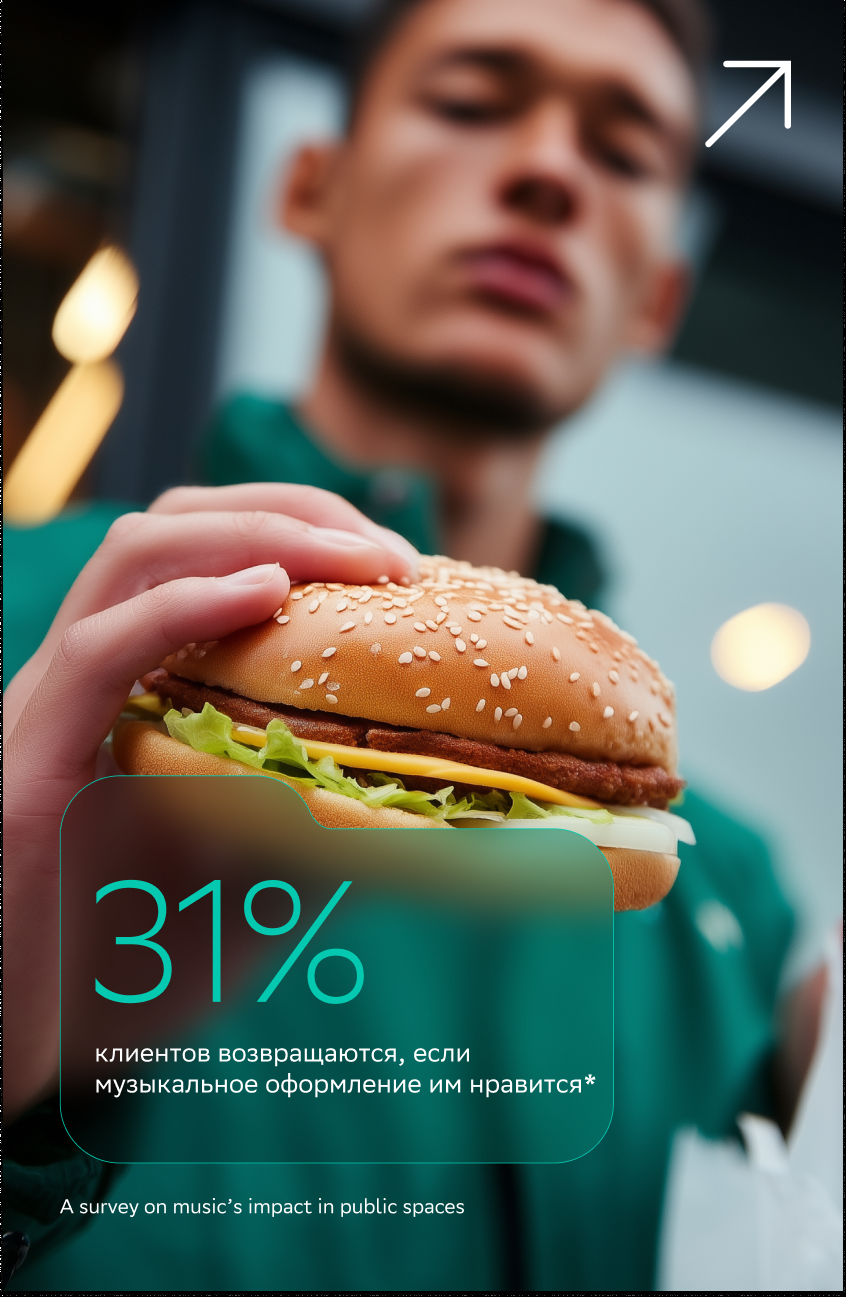 31%
клиентов возвращаются, если
музыкальное оформление им нравится*
A survey on music’s impact in public spaces